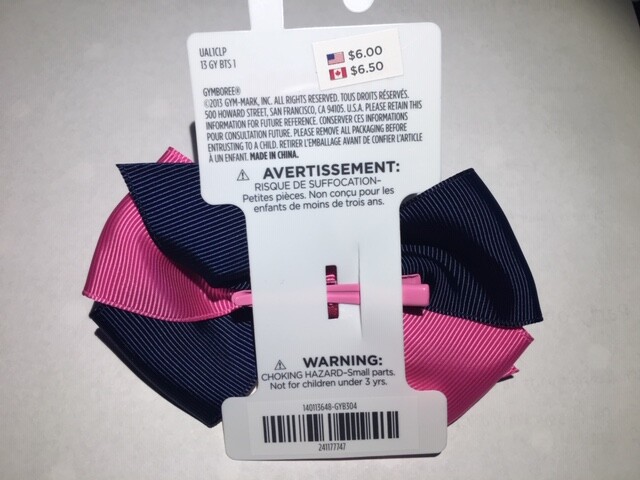 UAL1CLP
13 GY BTS 1
$6.00
$6.50
GYMBOREE®
©2013 GYM-MARK, INC. ALL RIGHTS RESERVED. TOUS DROITS RÉSERVÉS.
500 HOWARD STREET, SAN FRANCISCO, CA 94105. U.S.A. PLEASE RETAIN THIS
INFORMATION FOR FUTURE REFERENCE. CONSERVER CES INFORMATIONS
POUR CONSULTATION FUTURE. PLEASE REMOVE ALL PACKAGING BEFORE
ENTRUSTING TO A CHILD. RETIRER L'EMBALLAGE AVANT DE CONFIER L'ARTICLE
À UN ENFANT. MADE IN CHINA.
AVERTISSEMENT:
RISQUE DE SUFFOCATION-
Petites pièces. Non conçu pour les
enfants de moins de trois ans.
WARNING:
CHOKING HAZARD-Small parts.
Not for children under 3 yrs.
140113648-GYB304
241177747